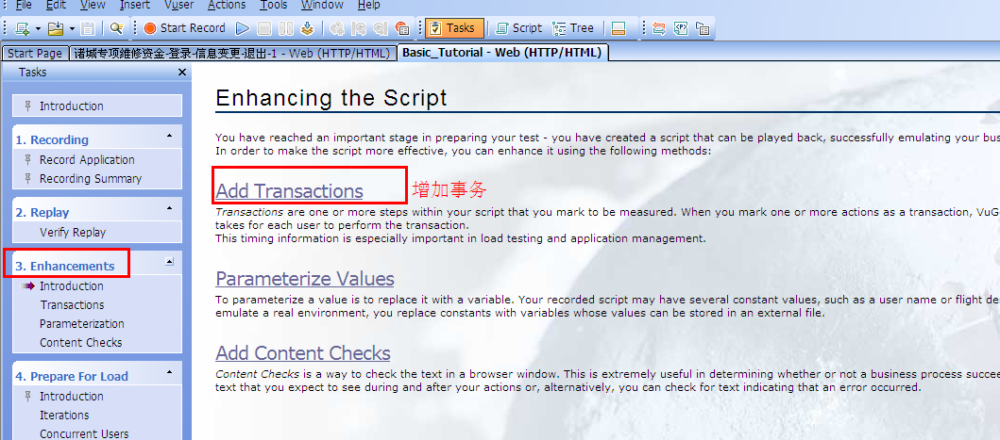 File Edit View Insert Vuser Actions Tools Window Help
Start Record Tasks Script Tree
Start Page 诸城专项维修资金-登录-信息变更-退出-1 - Web (HTTP/HTML) Basic_Tutorial - Web (HTTP/HTML)
Tasks
Introduction
1. Recording
Record Application
Recording Summary
2. Replay
Verify Replay
3. Enhancements
Introduction
Transactions
Parameterization
Content Checks
4. Prepare For Load
Introduction
Iterations
Concurrent Users
Enhancing the Script
You have reached an important stage in preparing your test - you have created a script that can be played back, successfully emulating your bus
In order to make the script more effective, you can enhance it using the following methods:
Add Transactions 增加事务
Transactions are one or more steps within your script that you mark to be measured. When you mark one or more actions as a transaction, VuGe
takes for each user to perform the transaction.
This timing information is especially important in load testing and application management.
Parameterize Values
To parameterize a value is to replace it with a variable. Your recorded script may have several constant values, such as a user name or flight des
emulate a real environment, you replace constants with variables whose values can be stored in an external file.
Add Content Checks
Content Checks is a way to check the text in a browser window. This is extremely useful in determining whether or not a business process succee
text that you expect to see during and after your actions or, alternatively, you can check for text indicating that an error occurred.